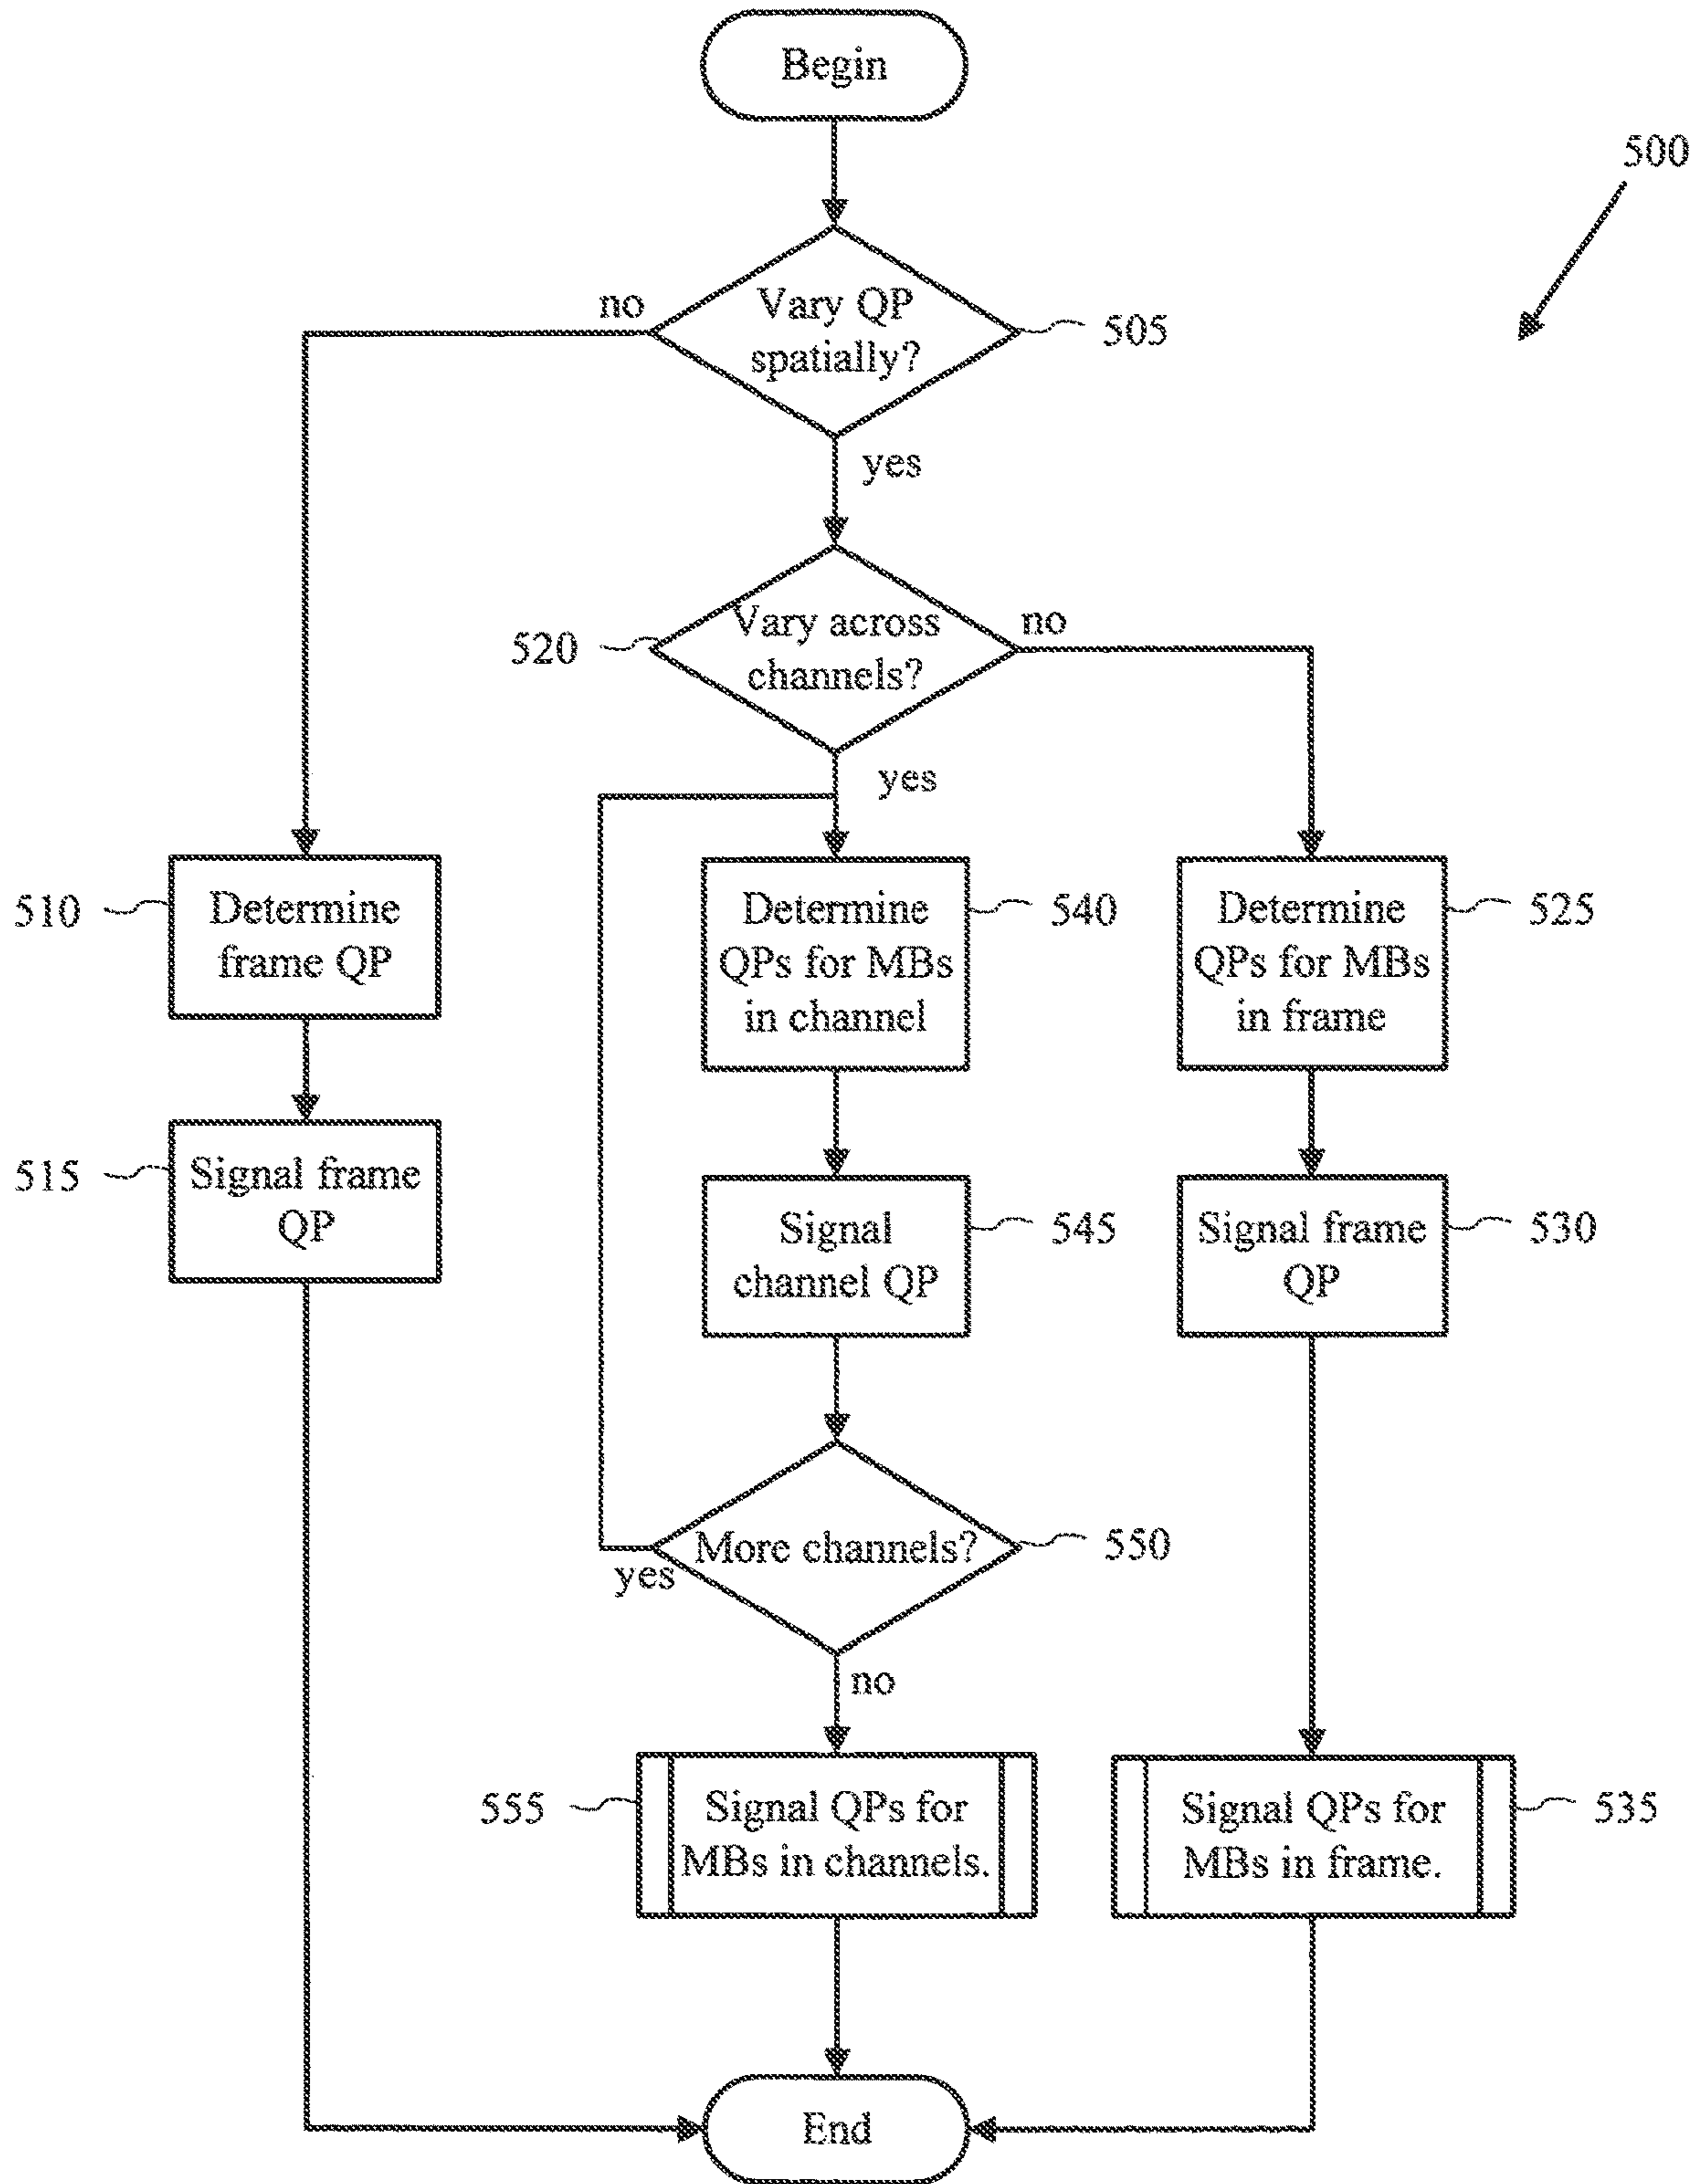 Begin
500
Vary QP
spatially?
505
no
yes
Vary across
channels?
520
no
yes
510
Determine
frame QP
Determine
QPs for MBs
in channel
540
Determine
QPs for MBs
in frame
525
515
Signal frame
QP
Signal
channel QP
545
Signal frame
QP
530
More channels?
550
yes
no
555
Signal QPs for
MBs in channels.
Signal QPs for
MBs in frame.
535
End